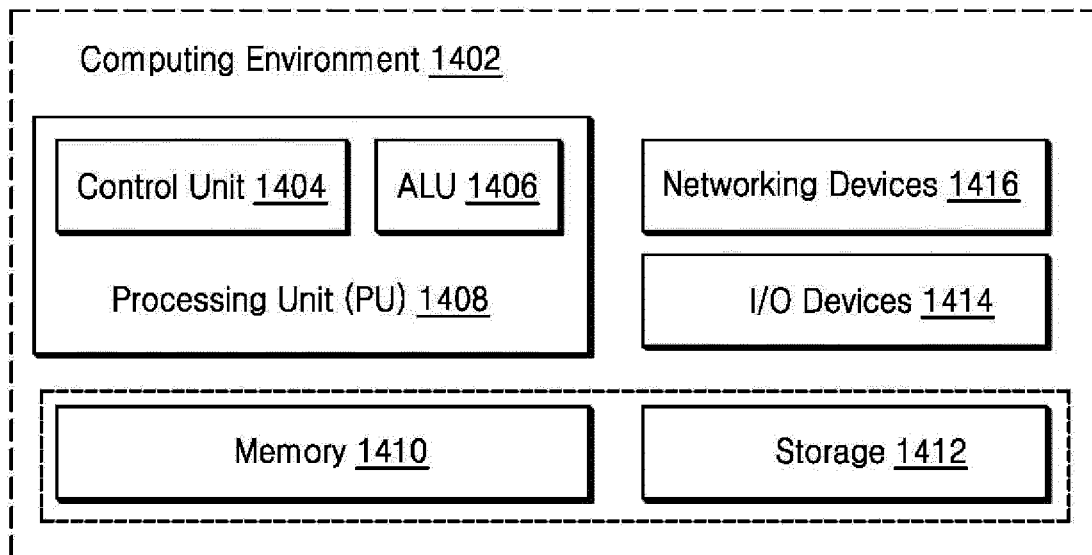 Computing Environment 1402
Control Unit 1404
ALU 1406
Processing Unit (PU) 1408
Networking Devices 1416
I/O Devices 1414
Memory 1410
Storage 1412